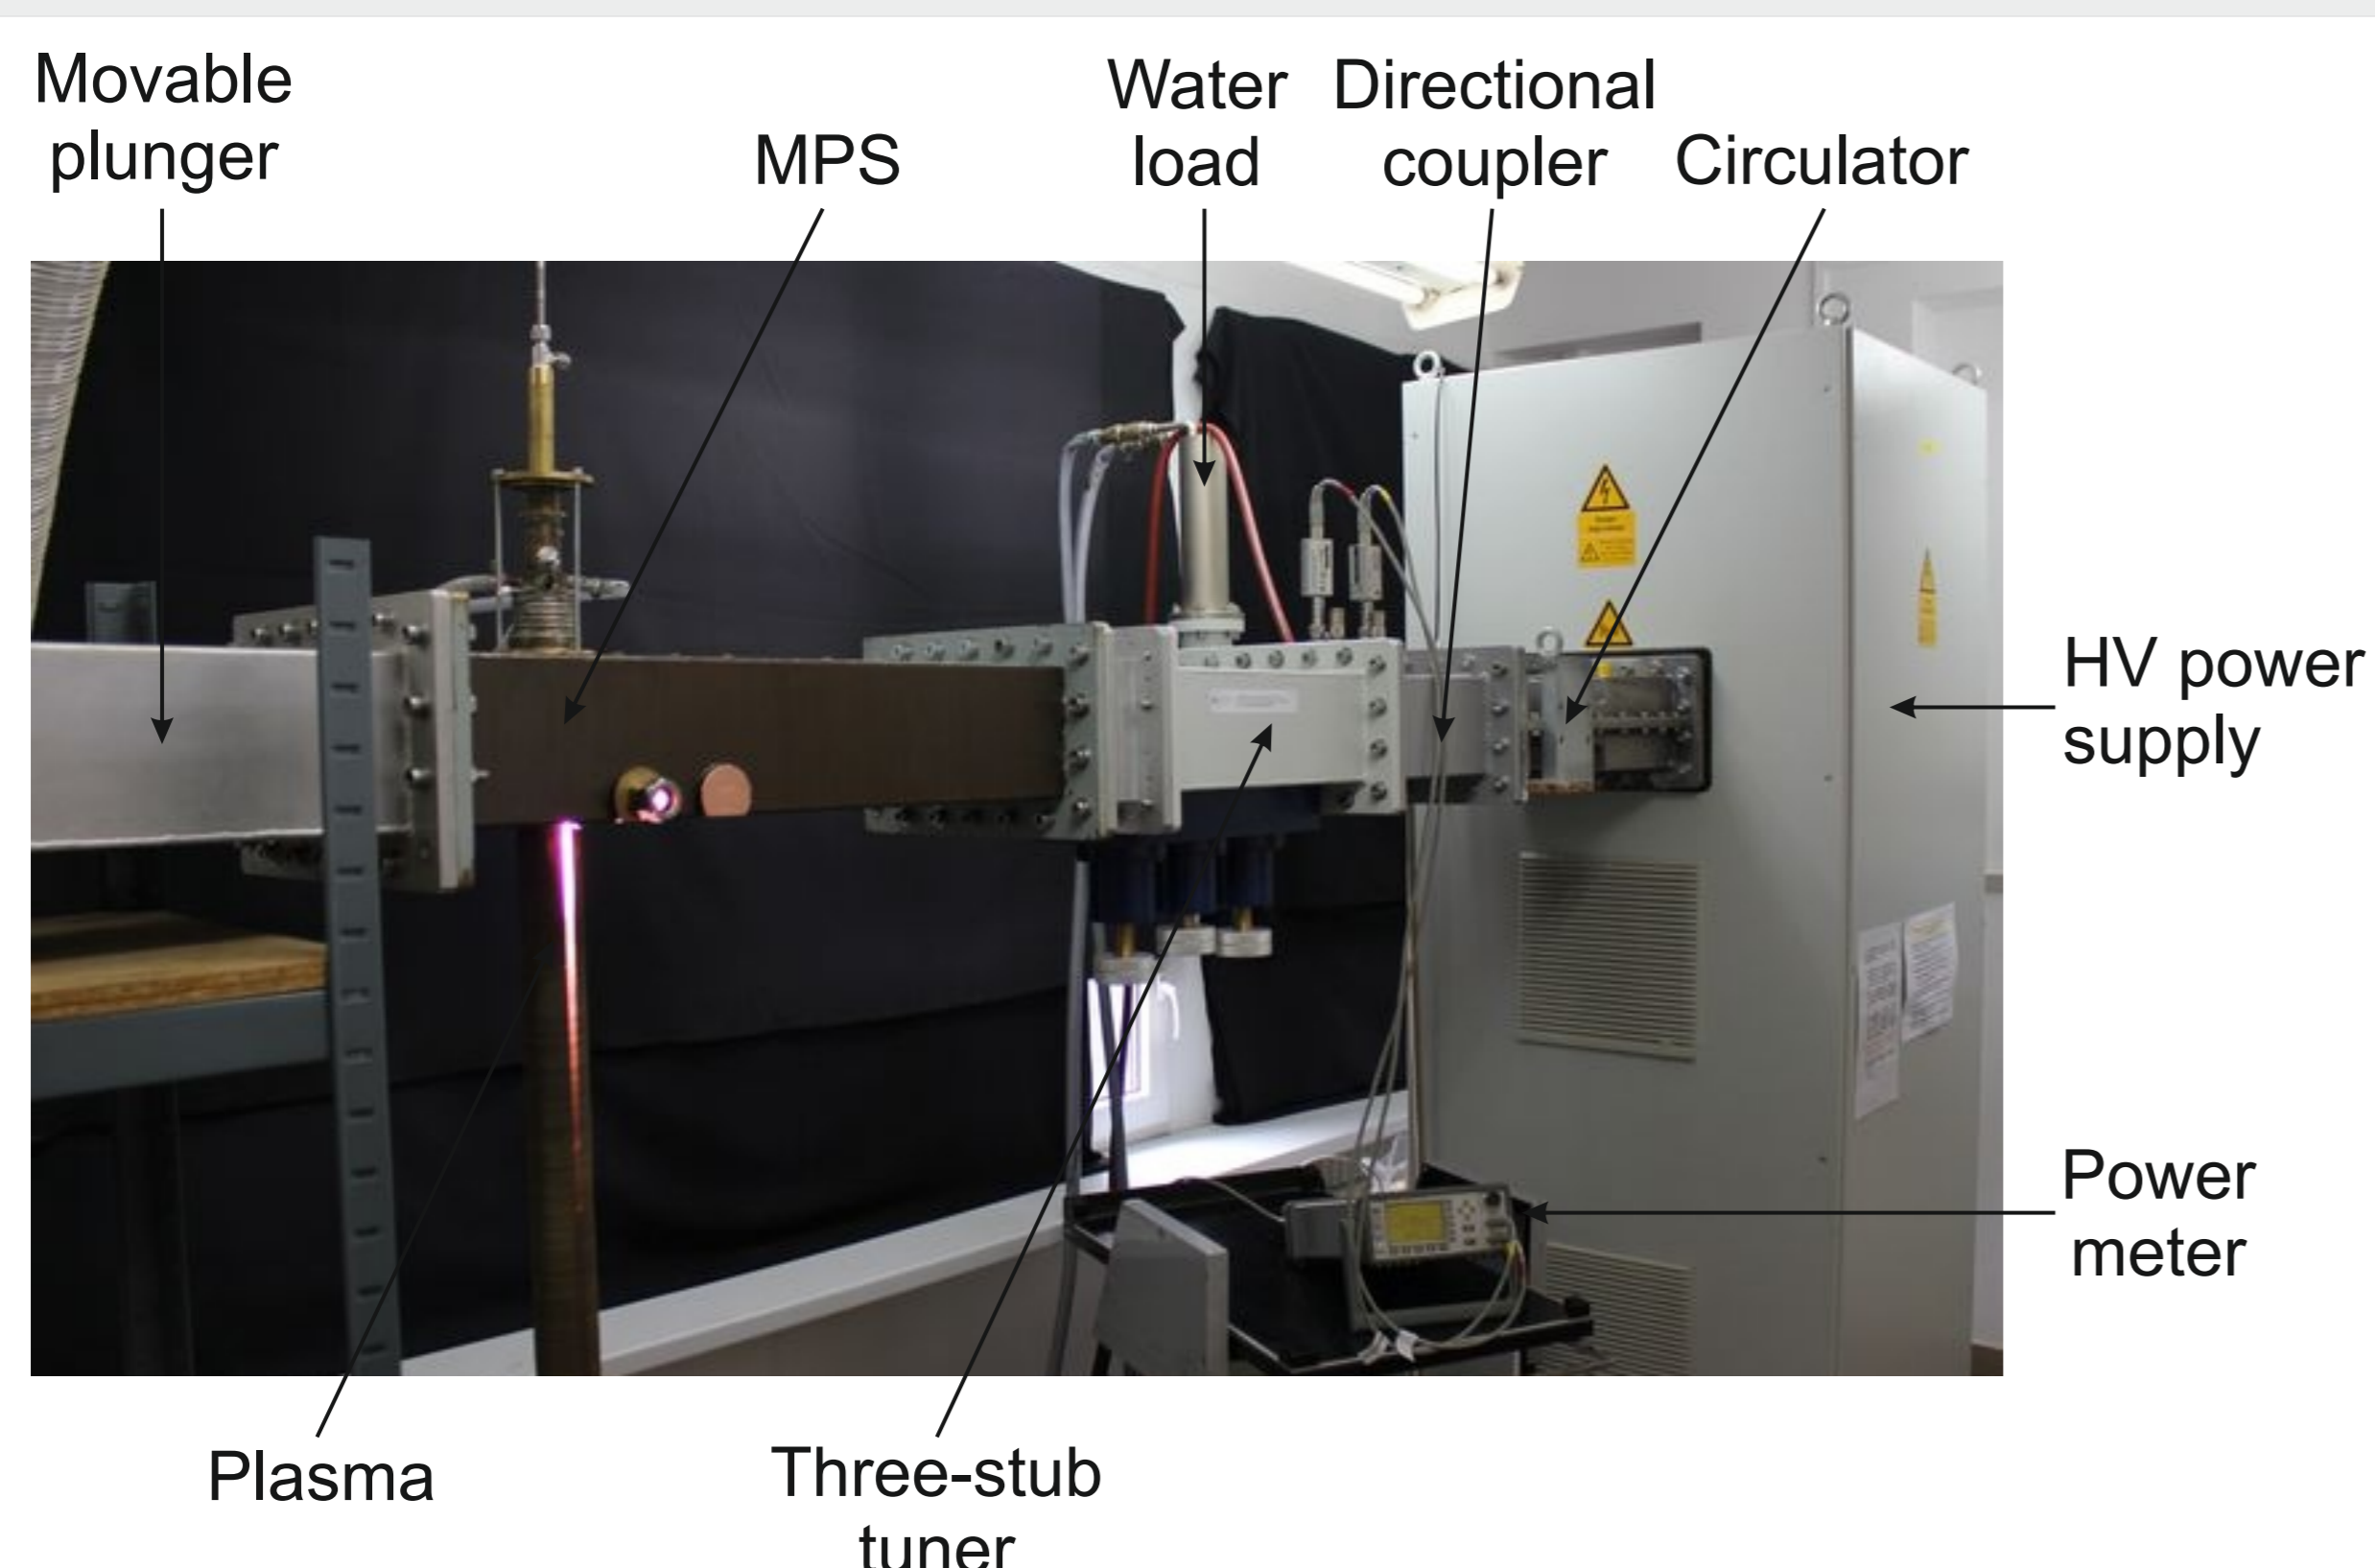 Movable
plunger
MPS
Water
load
Directional
coupler
Circulator
HV power
supply
Power
meter
Plasma
Three-stub
tuner